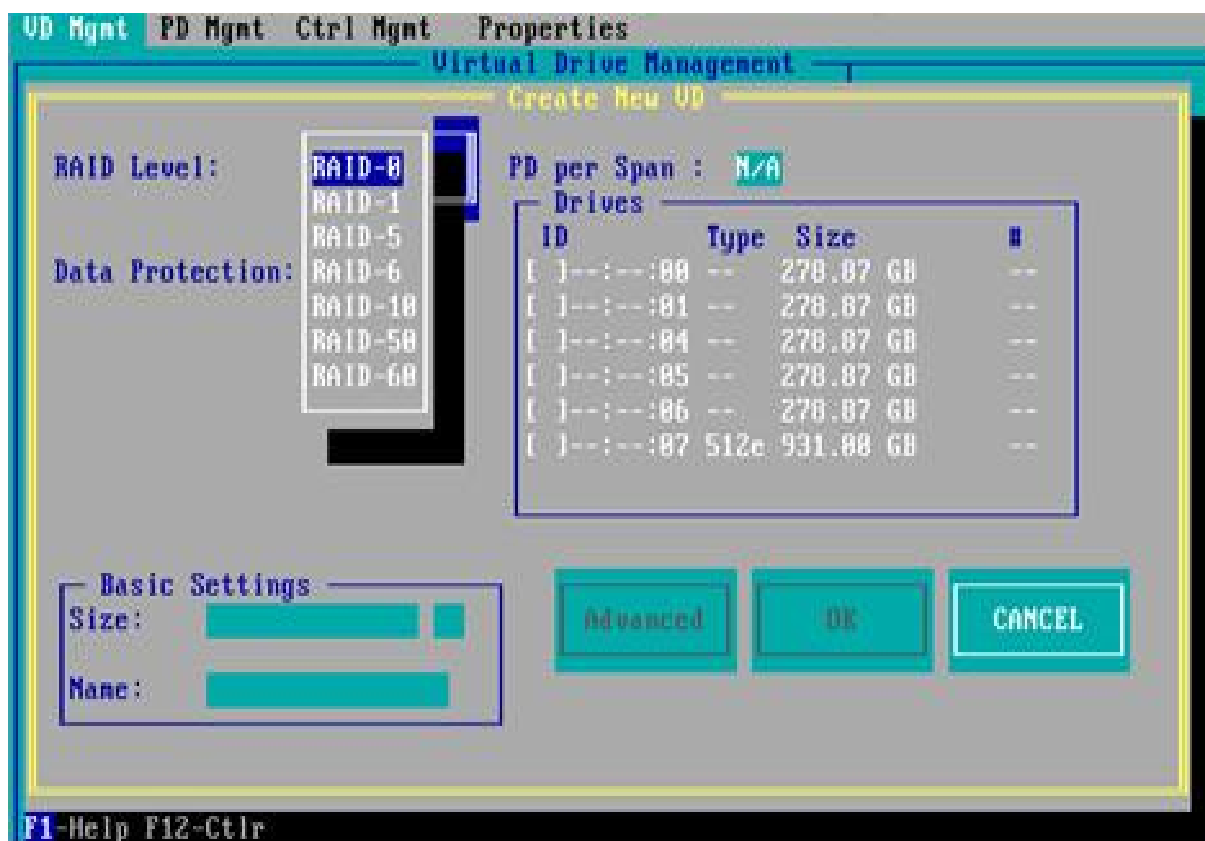 VD Mgmt PD Mgmt Ctrl Mgmt Properties
Virtual Drive Management
Create New VD
RAID Level: RAID-0 PD per Span : N/A
RAID-1 Drives
RAID-5 ID Type Size #
Data Protection: RAID-6 [ ]--:--:00 -- 278.87 GB --
RAID-10 [ ]--:--:01 -- 278.87 GB --
RAID-50 [ ]--:--:04 -- 278.87 GB --
RAID-60 [ ]--:--:05 -- 278.87 GB --
[ ]--:--:06 -- 278.87 GB --
[ ]--:--:07 512e 931.00 GB --
Basic Settings
Size:
Advanced OK CANCEL
Name:
F1-Help F12-Ctlr